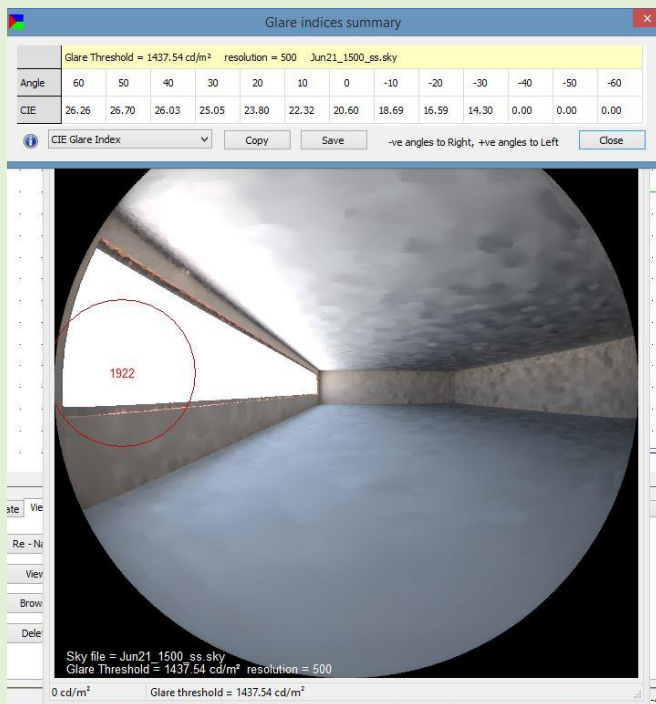 Glare indices summary
Glare Threshold = 1437.54 cd/m² resolution = 500 Jun21_1500_ss.sky
Angle 60 50 40 30 20 10 0 -10 -20 -30 -40 -50 -60
CIE 26.26 26.70 26.03 25.05 23.80 22.32 20.60 18.69 16.59 14.30 0.00 0.00 0.00
CIE Glare Index Copy Save -ve angles to Right, +ve angles to Left Close
1922
ate Vie
Re - Na
View
Brow
Delet
Sky file = Jun21_1500_ss.sky
Glare Threshold = 1437.54 cd/m² resolution = 500
0 cd/m² Glare threshold = 1437.54 cd/m²